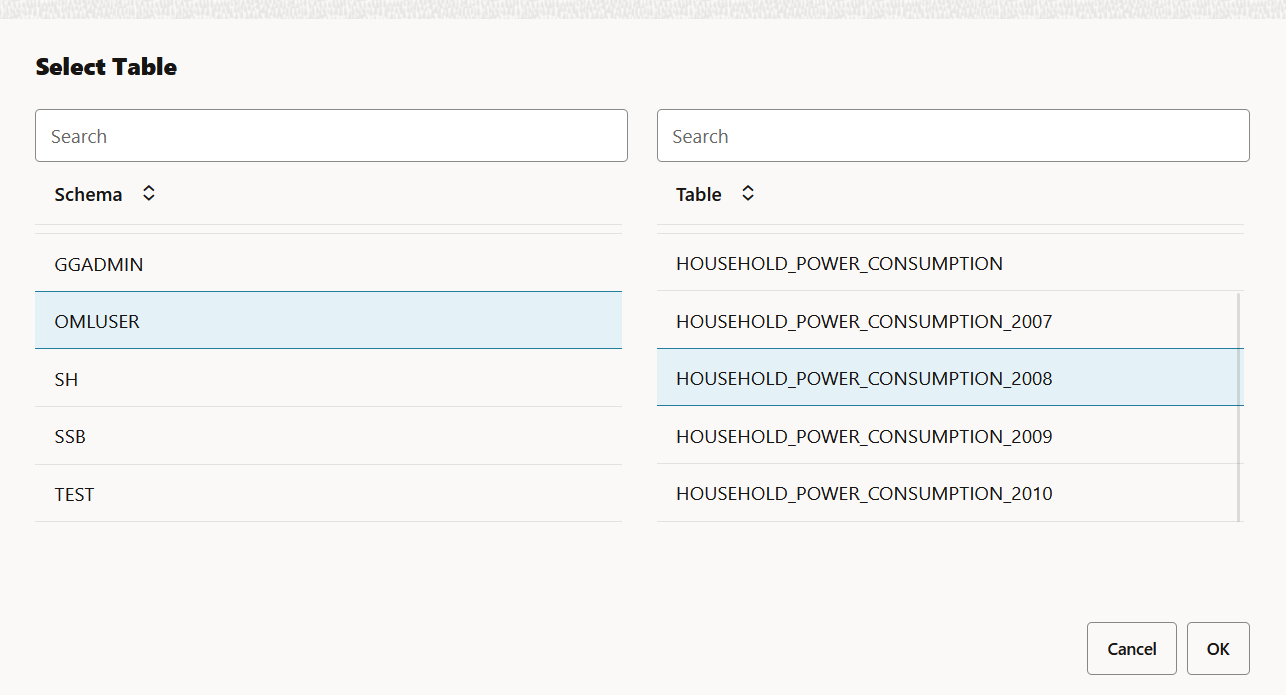 Select Table
Search
Search
Schema
Table
GGADMIN
HOUSEHOLD_POWER_CONSUMPTION
OMLUSER
HOUSEHOLD_POWER_CONSUMPTION_2007
SH
HOUSEHOLD_POWER_CONSUMPTION_2008
SSB
HOUSEHOLD_POWER_CONSUMPTION_2009
TEST
HOUSEHOLD_POWER_CONSUMPTION_2010
Cancel
OK